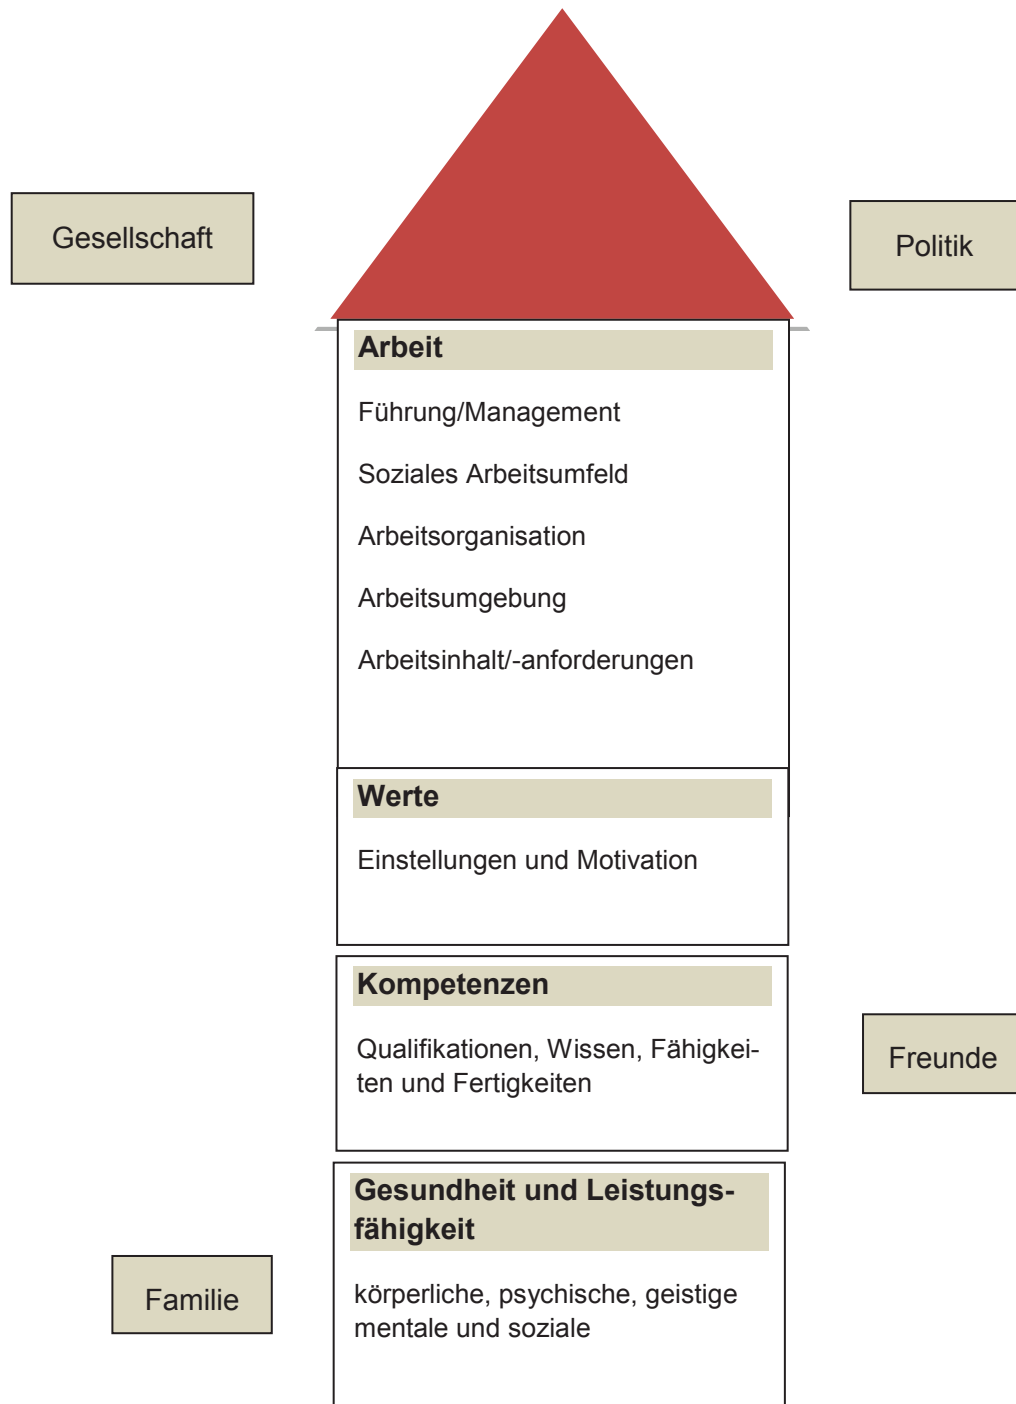 Gesellschaft
Politik
Arbeit
Führung/Management
Soziales Arbeitsumfeld
Arbeitsorganisation
Arbeitsumgebung
Arbeitsinhalt/-anforderungen
Werte
Einstellungen und Motivation
Kompetenzen
Qualifikationen, Wissen, Fähigkei-
ten und Fertigkeiten
Freunde
Gesundheit und Leistungs-
fähigkeit
körperliche, psychische, geistige
mentale und soziale
Familie